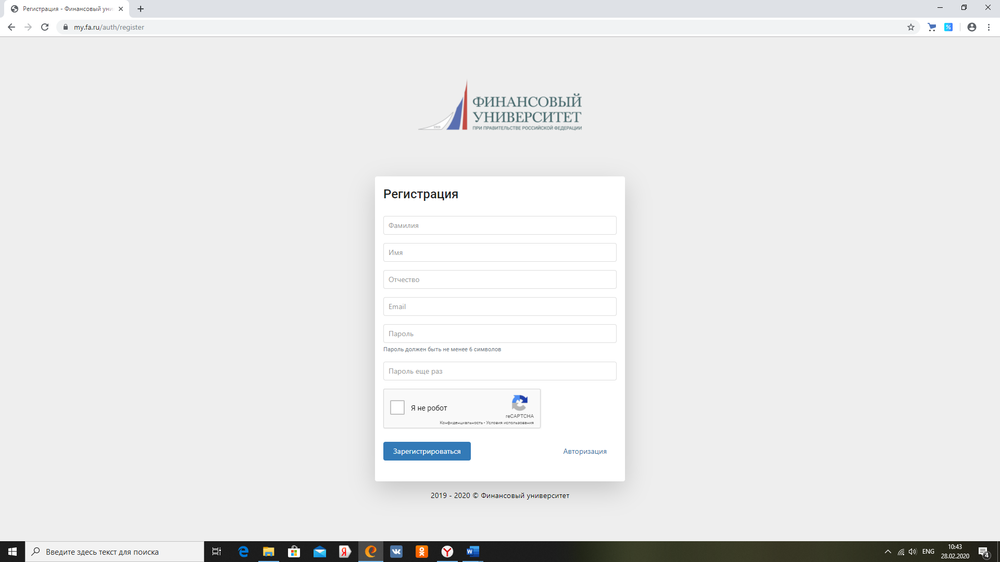 Регистрация - Финансовый уни
my.fa.ru/auth/register
1919
ФИНАНСОВЫЙ
УНИВЕРСИТЕТ
ПРИ ПРАВИТЕЛЬСТВЕ РОССИЙСКОЙ ФЕДЕРАЦИИ
Регистрация
Фамилия
Имя
Отчество
Email
Пароль
Пароль должен быть не менее 6 символов
Пароль еще раз
Я не робот
reCAPTCHA
Конфиденциальность - Условия использования
Зарегистрироваться
Авторизация
2019 - 2020 © Финансовый университет
Введите здесь текст для поиска
ENG
10:43
28.02.2020
4